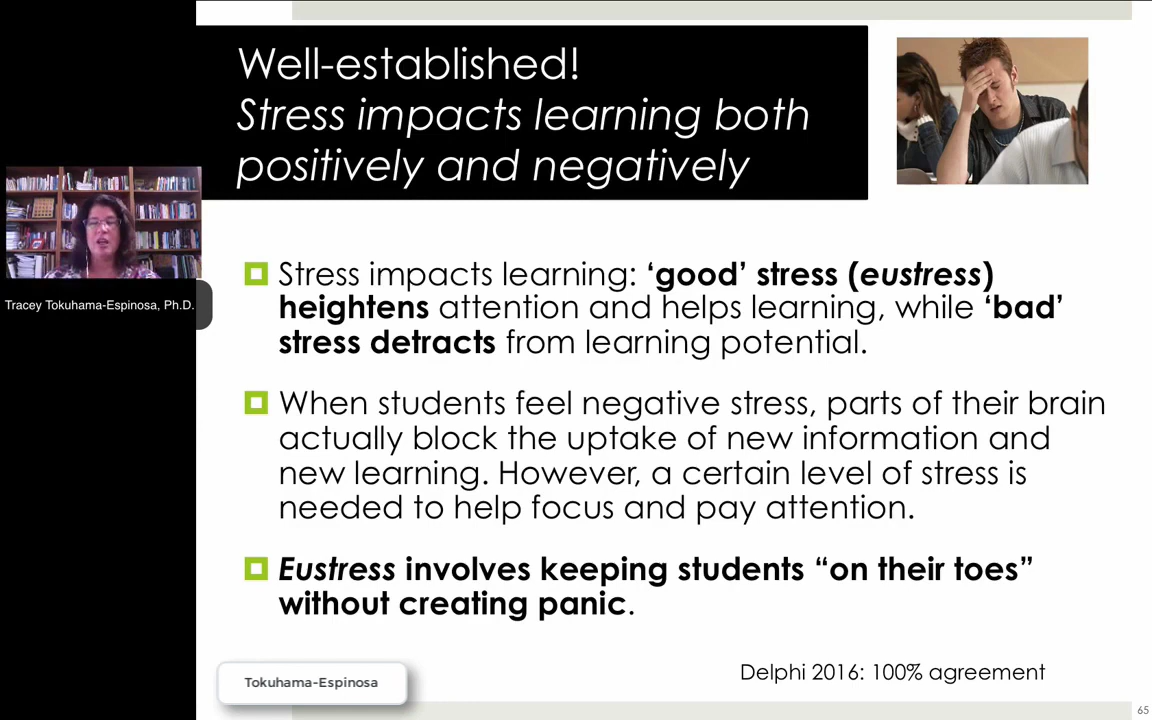 Well-established!
Stress impacts learning both
positively and negatively
Tracey Tokuhama-Espinosa, Ph.D.
Stress impacts learning: ‘good’ stress (eustress)
heightens attention and helps learning, while ‘bad’
stress detracts from learning potential.
When students feel negative stress, parts of their brain
actually block the uptake of new information and
new learning. However, a certain level of stress is
needed to help focus and pay attention.
Eustress involves keeping students “on their toes”
without creating panic.
Delphi 2016: 100% agreement
Tokuhama-Espinosa
65